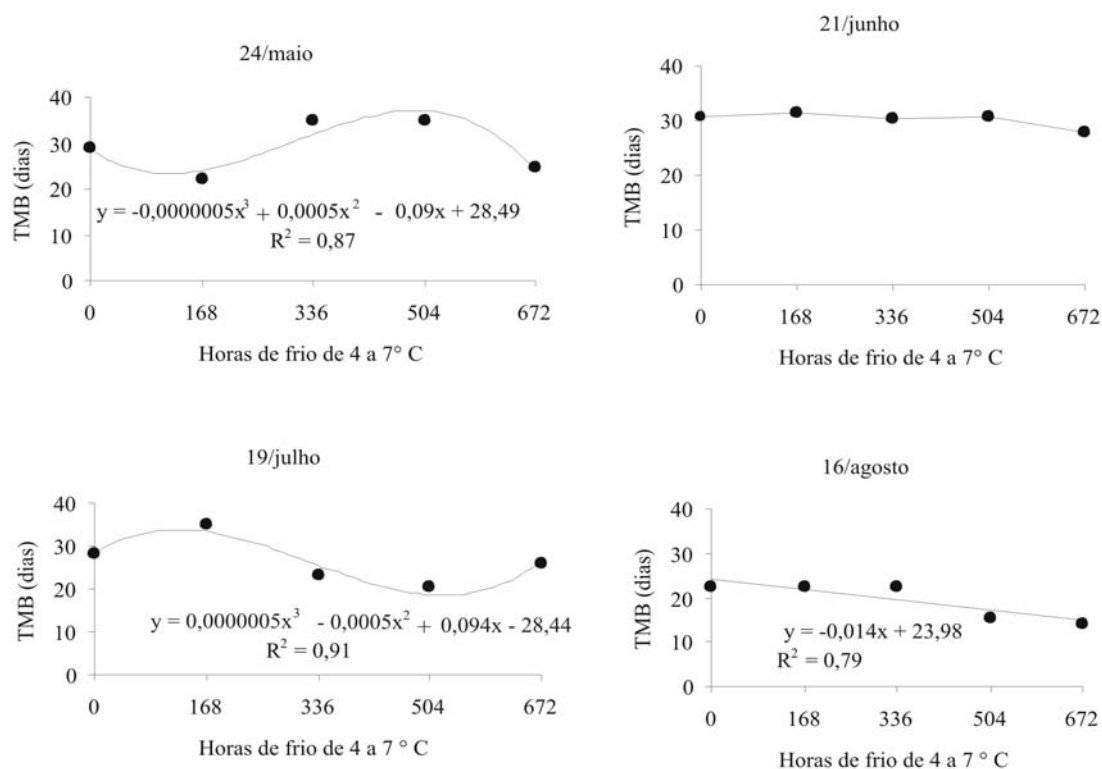 24/maio
40
30
20
10
0
TMB (dias)
y = -0,0000005x³ + 0,0005x² - 0,09x + 28,49
R² = 0,87
0 168 336 504 672
Horas de frio de 4 a 7° C
21/junho
40
30
20
10
0
TMB (dias)
0 168 336 504 672
Horas de frio de 4 a 7° C
19/julho
40
30
20
10
0
TMB (dias)
y = 0,0000005x³ - 0,0005x² + 0,094x - 28,44
R² = 0,91
0 168 336 504 672
Horas de frio de 4 a 7 ° C
16/agosto
40
30
20
10
0
TMB (dias)
y = -0,014x + 23,98
R² = 0,79
0 168 336 504 672
Horas de frio de 4 a 7 ° C